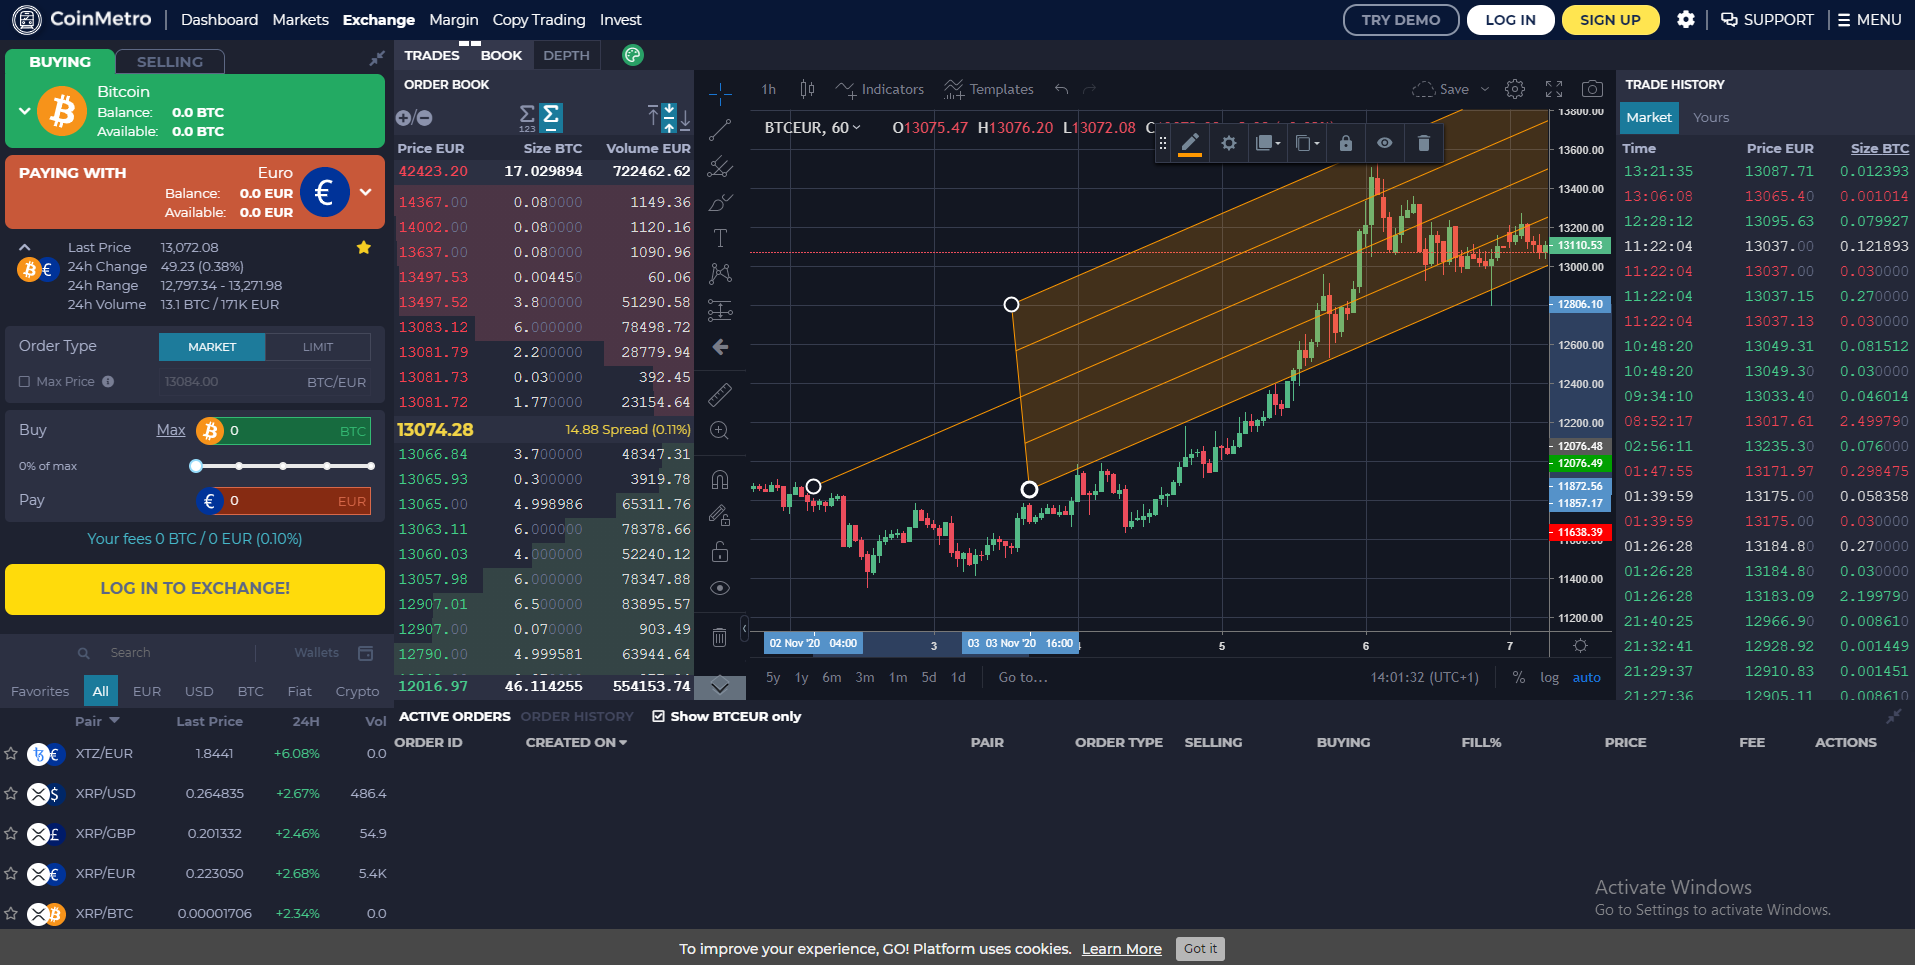 CoinMetro Dashboard Markets Exchange Margin Copy Trading Invest TRY DEMO LOG IN SIGN UP SUPPORT MENU
BUYING SELLING
Bitcoin
Balance: 0.0 BTC
Available: 0.0 BTC
PAYING WITH Euro
Balance: 0.0 EUR
Available: 0.0 EUR
Last Price 13,072.08
24h Change 49.23 (0.38%)
24h Range 12,797.34 - 13,271.98
24h Volume 13.1 BTC / 171K EUR
Order Type MARKET LIMIT
Max Price 13084.00 BTC/EUR
Buy Max 0 BTC
0% of max
Pay 0 EUR
Your fees 0 BTC / 0 EUR (0.10%)
LOG IN TO EXCHANGE!
Search Wallets
Favorites All EUR USD BTC Fiat Crypto
Pair Last Price 24H Vol
XTZ/EUR 1.8441 +6.08% 0.0
XRP/USD 0.264835 +2.67% 486.4
XRP/GBP 0.201332 +2.46% 54.9
XRP/EUR 0.223050 +2.68% 5.4K
XRP/BTC 0.00001706 +2.34% 0.0
TRADES BOOK DEPTH
ORDER BOOK
123
Price EUR Size BTC Volume EUR
42423.20 17.029894 722462.62
14367.00 0.080000 1149.36
14002.00 0.080000 1120.16
13637.00 0.080000 1090.96
13497.53 0.004450 60.06
13497.52 3.800000 51290.58
13083.12 6.000000 78498.72
13081.79 2.200000 28779.94
13081.73 0.030000 392.45
13081.72 1.770000 23154.64
13074.28 14.88 Spread (0.11%)
13066.84 3.700000 48347.31
13065.93 0.300000 3919.78
13065.00 4.998986 65311.76
13063.11 6.000000 78378.66
13060.03 4.000000 52240.12
13057.98 6.000000 78347.88
12907.01 6.500000 83895.57
12907.00 0.070000 903.49
12790.00 4.999581 63944.64
12016.97 46.114255 554153.74
1h Indicators Templates Save
BTCEUR, 60 O13075.47 H13076.20 L13072.08 C
13800.00
13600.00
13400.00
13200.00
13110.53
13000.00
12806.10
12600.00
12400.00
12200.00
12076.48
12076.49
11872.56
11857.17
11638.39
11400.00
11200.00
02 Nov '20 04:00 3 03 03 Nov '20 16:00 5 6 7
5y 1y 6m 3m 1m 5d 1d Go to... 14:01:32 (UTC+1) % log auto
TRADE HISTORY
Market Yours
Time Price EUR Size BTC
13:21:35 13087.71 0.012393
13:06:08 13065.40 0.001014
12:28:12 13095.63 0.079927
11:22:04 13037.00 0.121893
11:22:04 13037.00 0.030000
11:22:04 13037.15 0.270000
11:22:04 13037.13 0.030000
10:48:20 13049.31 0.081512
10:48:20 13049.30 0.030000
09:34:10 13033.40 0.046014
08:52:17 13017.61 2.499790
02:56:11 13235.30 0.076000
01:47:55 13171.97 0.298475
01:39:59 13175.00 0.058358
01:39:59 13175.00 0.030000
01:26:28 13184.80 0.270000
01:26:28 13184.80 0.030000
01:26:28 13183.09 2.199790
21:40:25 12966.90 0.008610
21:32:41 12928.92 0.001449
21:29:37 12910.83 0.001451
21:27:36 12905.11 0.008610
ACTIVE ORDERS ORDER HISTORY Show BTCEUR only
ORDER ID CREATED ON PAIR ORDER TYPE SELLING BUYING FILL% PRICE FEE ACTIONS
Activate Windows
Go to Settings to activate Windows.
To improve your experience, GO! Platform uses cookies. Learn More Got it